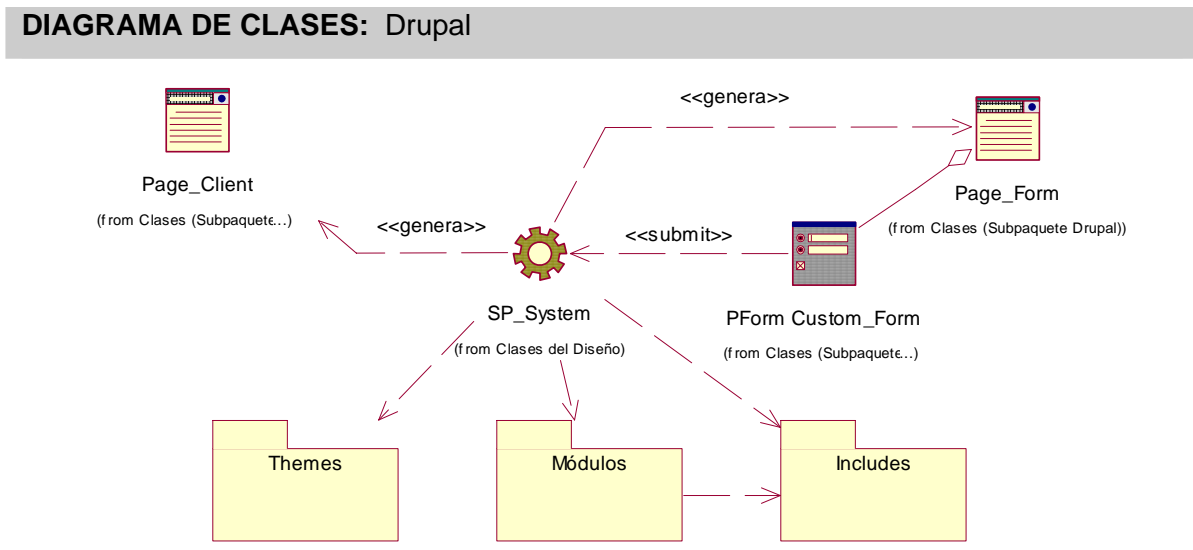 DIAGRAMA DE CLASES: Drupal
<<genera>>
Page_Client
(from Clases (Subpaquete...)
Page_Form
(from Clases (Subpaquete Drupal))
<<genera>>
<<submit>>
SP_System
(from Clases del Diseño)
PForm Custom_Form
(from Clases (Subpaquete...)
Themes
Módulos
Includes